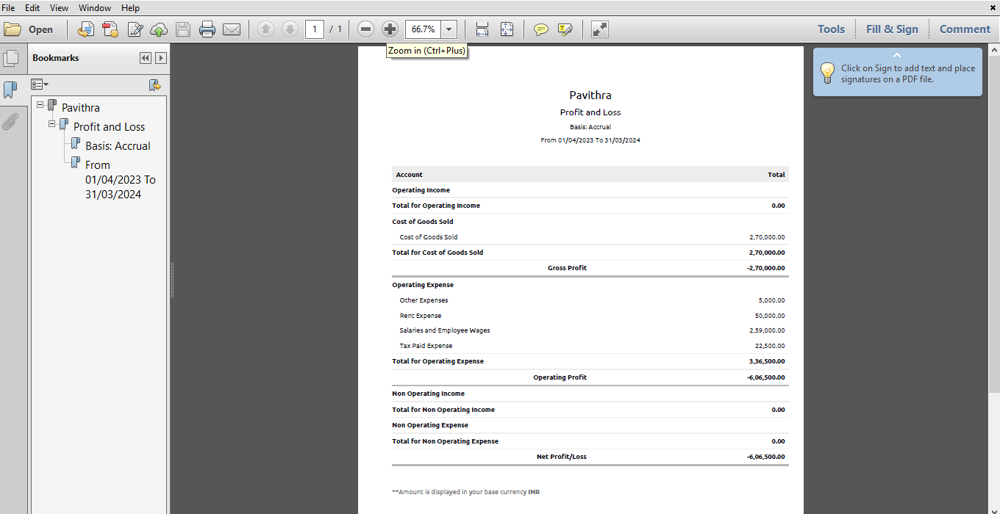 File Edit View Window Help
Open 1 / 1 66.7% Tools Fill & Sign Comment
Zoom in (Ctrl+Plus)
Bookmarks
Pavithra
Profit and Loss
Basis: Accrual
From
01/04/2023 To
31/03/2024
Click on Sign to add text and place
signatures on a PDF file.
Pavithra
Profit and Loss
Basis: Accrual
From 01/04/2023 To 31/03/2024
Account Total
Operating Income
Total for Operating Income 0.00
Cost of Goods Sold
Cost of Goods Sold 2,70,000.00
Total for Cost of Goods Sold 2,70,000.00
Gross Profit -2,70,000.00
Operating Expense
Other Expenses 5,000.00
Rent Expense 50,000.00
Salaries and Employee Wages 2,59,000.00
Tax Paid Expense 22,500.00
Total for Operating Expense 3,36,500.00
Operating Profit -6,06,500.00
Non Operating Income
Total for Non Operating Income 0.00
Non Operating Expense
Total for Non Operating Expense 0.00
Net Profit/Loss -6,06,500.00
**Amount is displayed in your base currency INR